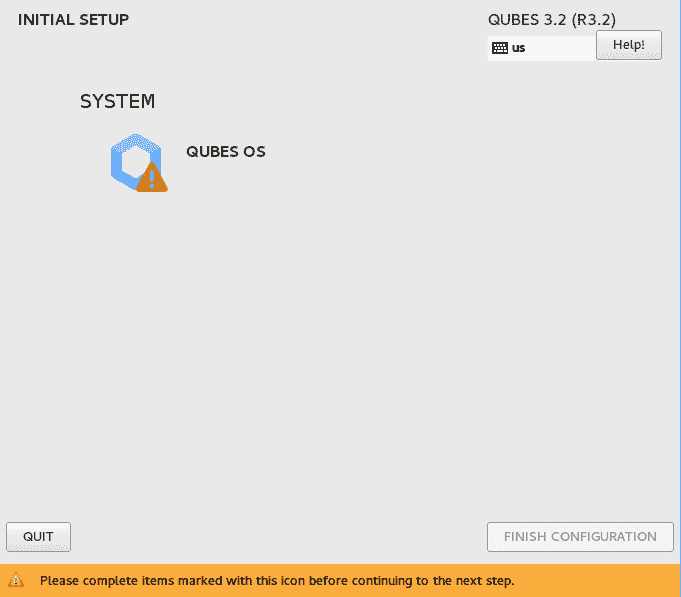 INITIAL SETUP
QUBES 3.2 (R3.2)
us
Help!
SYSTEM
QUBES OS
QUIT
FINISH CONFIGURATION
Please complete items marked with this icon before continuing to the next step.